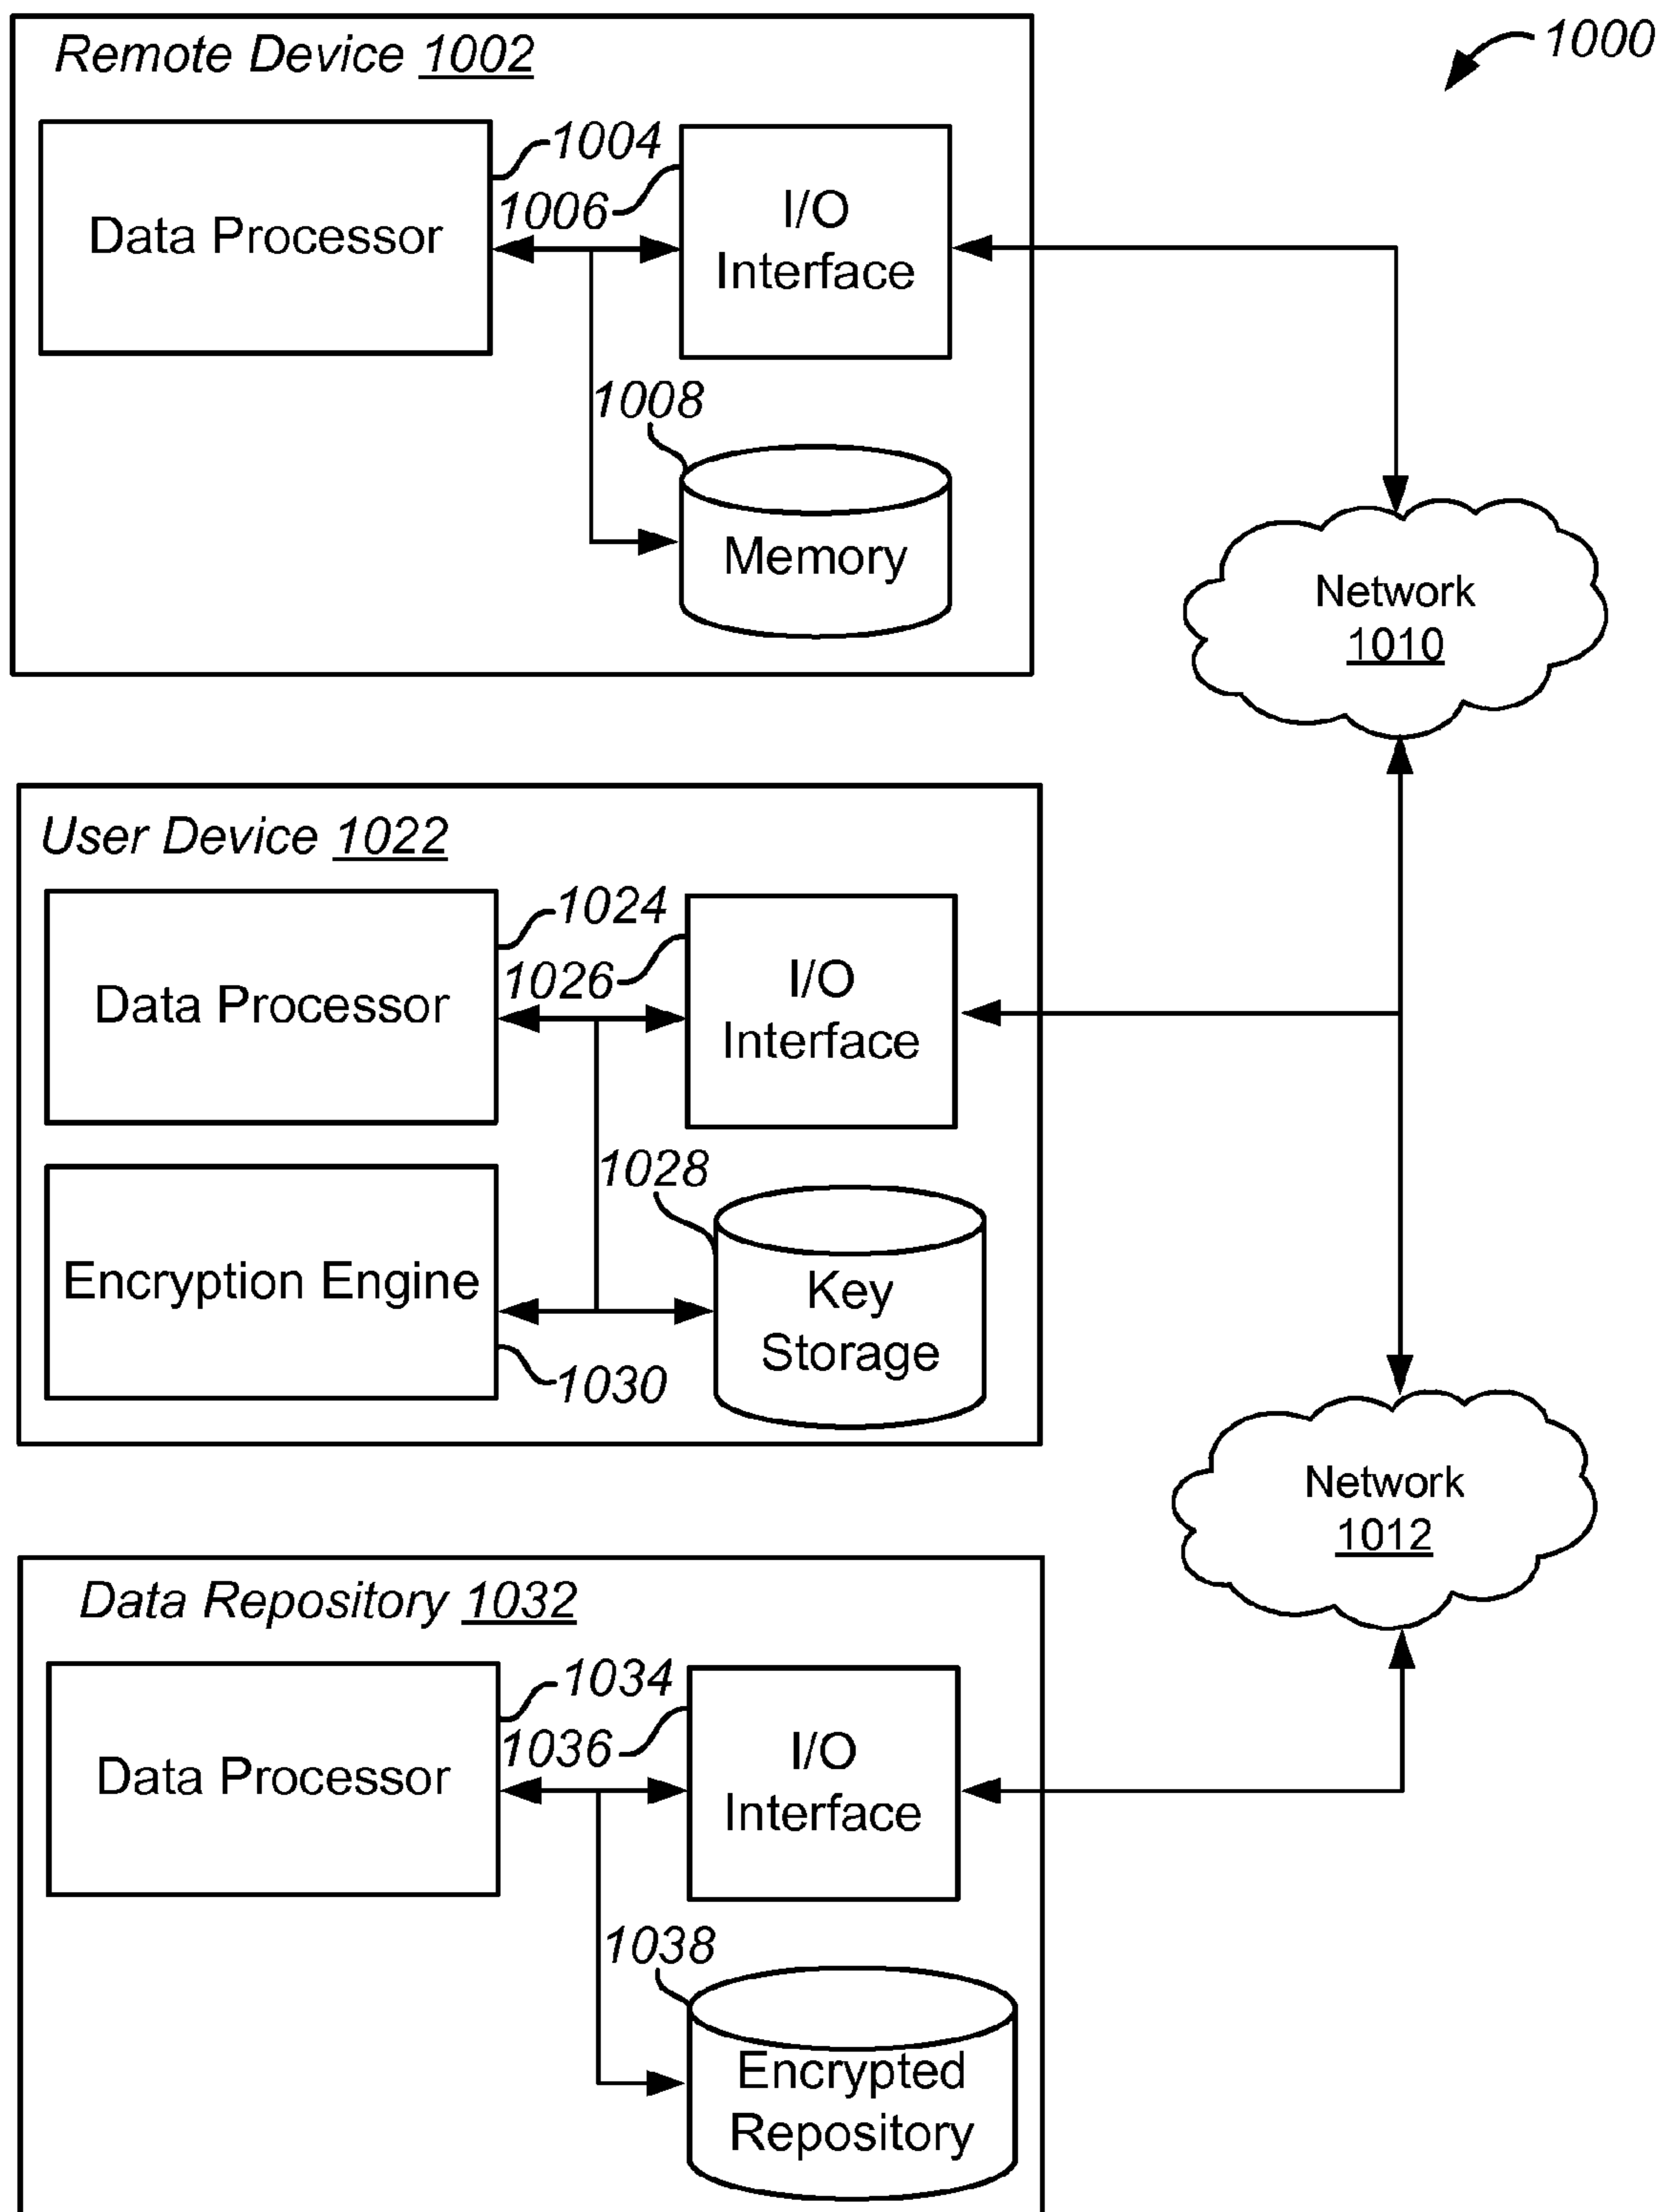 1000
Remote Device 1002
1004
Data Processor
1006
I/O
Interface
1008
Memory
Network
1010
User Device 1022
1024
Data Processor
1026
I/O
Interface
1028
Encryption Engine
Key
Storage
1030
Network
1012
Data Repository 1032
1034
Data Processor
1036
I/O
Interface
1038
Encrypted
Repository